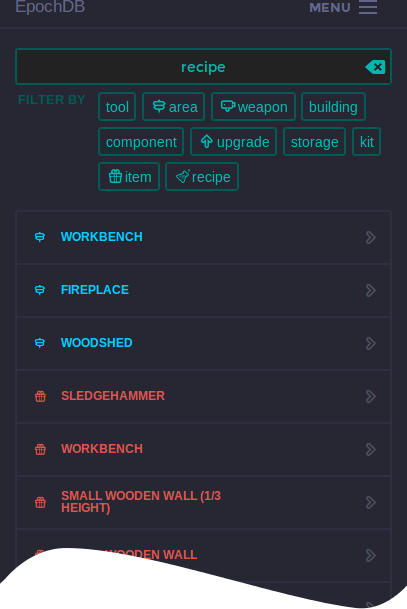 EpochDB
MENU
recipe
FILTER BY
tool area weapon building
component upgrade storage kit
item recipe
WORKBENCH
FIREPLACE
WOODSHED
SLEDGEHAMMER
WORKBENCH
SMALL WOODEN WALL (1/3
HEIGHT)
WOODEN WALL